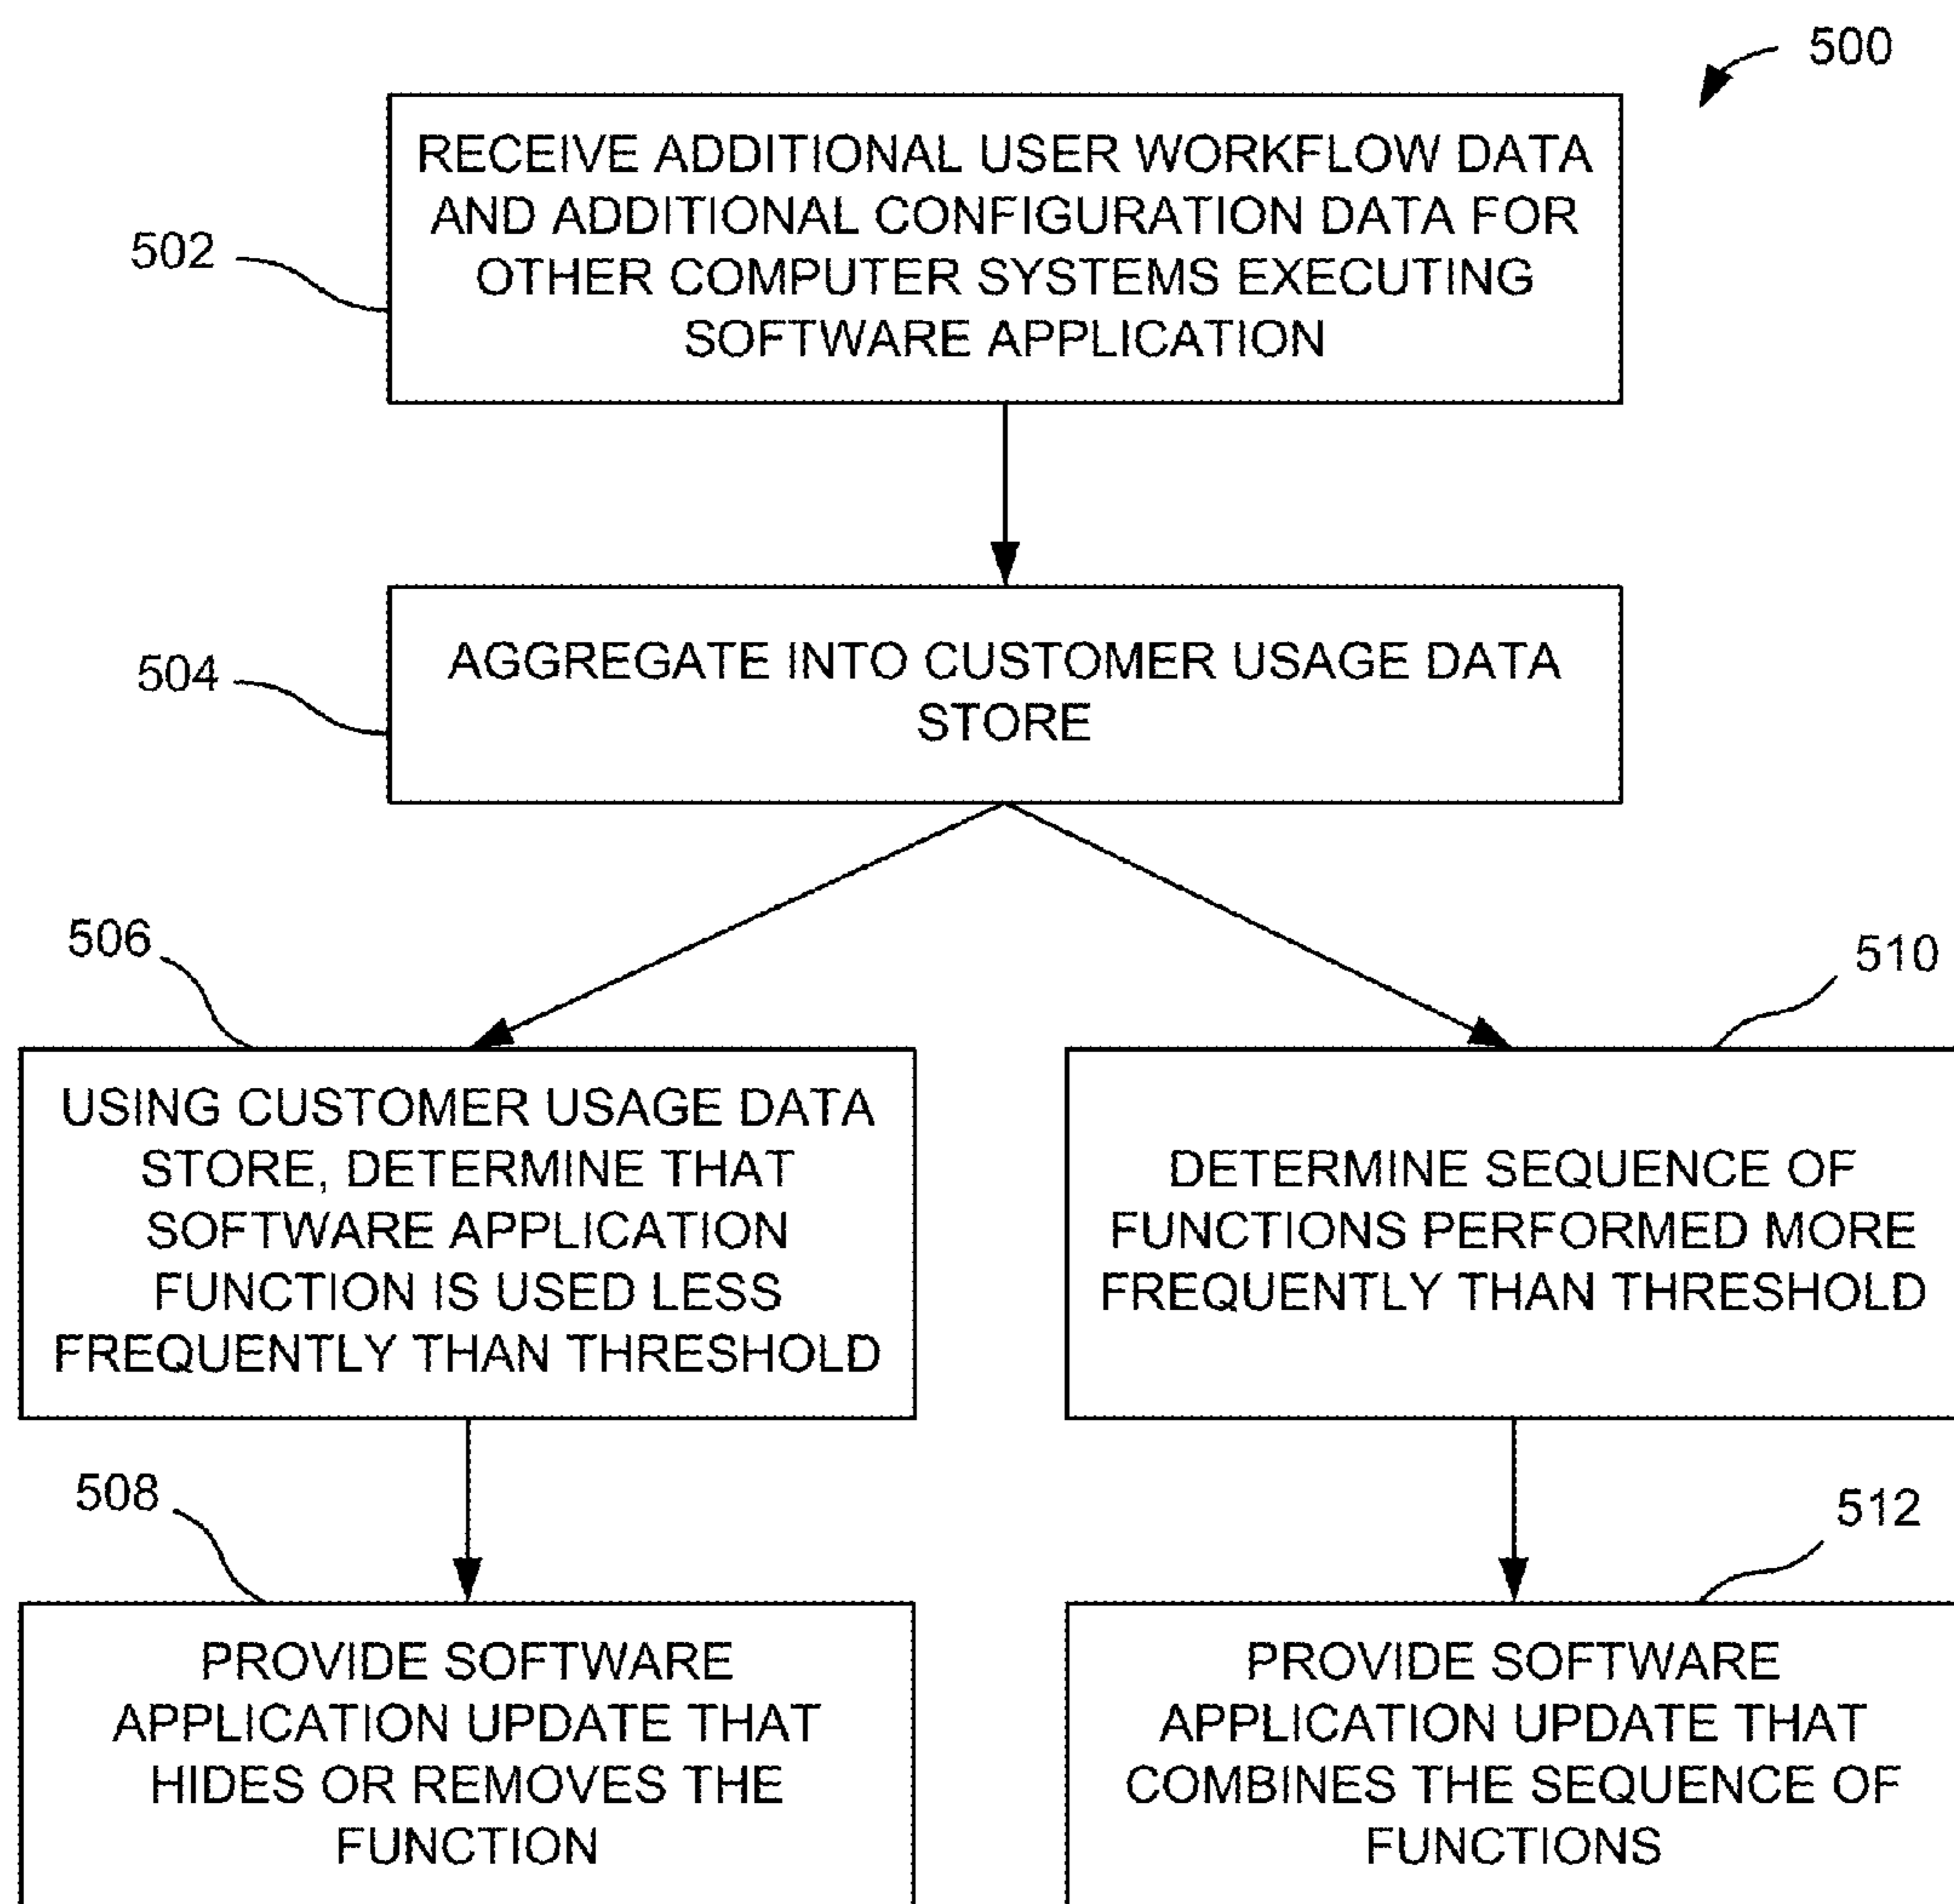 500
RECEIVE ADDITIONAL USER WORKFLOW DATA
AND ADDITIONAL CONFIGURATION DATA FOR
OTHER COMPUTER SYSTEMS EXECUTING
SOFTWARE APPLICATION
502
AGGREGATE INTO CUSTOMER USAGE DATA
STORE
504
506
USING CUSTOMER USAGE DATA
STORE, DETERMINE THAT
SOFTWARE APPLICATION
FUNCTION IS USED LESS
FREQUENTLY THAN THRESHOLD
510
DETERMINE SEQUENCE OF
FUNCTIONS PERFORMED MORE
FREQUENTLY THAN THRESHOLD
508
PROVIDE SOFTWARE
APPLICATION UPDATE THAT
HIDES OR REMOVES THE
FUNCTION
512
PROVIDE SOFTWARE
APPLICATION UPDATE THAT
COMBINES THE SEQUENCE OF
FUNCTIONS